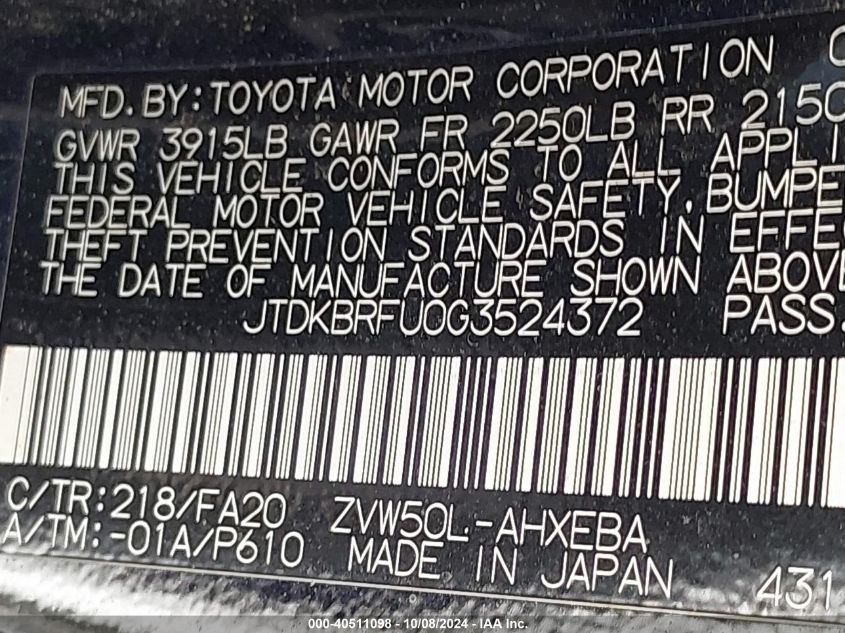 MFD. BY: TOYOTA MOTOR CORPORATION
GVWR 3915LB GAWR FR 2250LB RR 2150
THIS VEHICLE CONFORMS TO ALL APPLI
FEDERAL MOTOR VEHICLE SAFETY, BUMPE
THEFT PREVENTION STANDARDS IN EFFE
THE DATE OF MANUFACTURE SHOWN ABOVE
JTDKBRFU0G3524372 PASS.
C/TR:218/FA20 ZVW50L-AHXEBA
A/TM:-01A/P610 MADE IN JAPAN 431
000-40511098 - 10/08/2024 - IAA Inc.